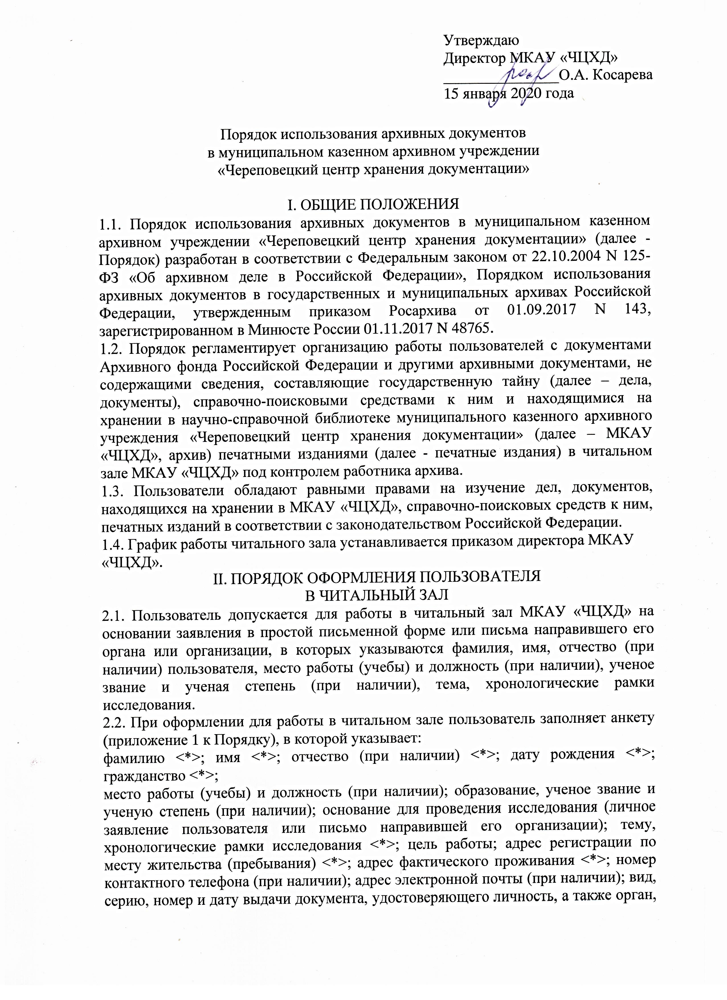 Утверждаю
Директор МКАУ «ЧЦХД»
_______________О.А. Косарева
15 января 2020 года
Порядок использования архивных документов
в муниципальном казенном архивном учреждении
«Череповецкий центр хранения документации»
I. ОБЩИЕ ПОЛОЖЕНИЯ
1.1. Порядок использования архивных документов в муниципальном казенном
архивном учреждении «Череповецкий центр хранения документации» (далее -
Порядок) разработан в соответствии с Федеральным законом от 22.10.2004 N 125-
ФЗ «Об архивном деле в Российской Федерации», Порядком использования
архивных документов в государственных и муниципальных архивах Российской
Федерации, утвержденным приказом Росархива от 01.09.2017 N 143,
зарегистрированном в Минюсте России 01.11.2017 N 48765.
1.2. Порядок регламентирует организацию работы пользователей с документами
Архивного фонда Российской Федерации и другими архивными документами, не
содержащими сведения, составляющие государственную тайну (далее – дела,
документы), справочно-поисковыми средствами к ним и находящимися на
хранении в научно-справочной библиотеке муниципального казенного архивного
учреждения «Череповецкий центр хранения документации» (далее – МКАУ
«ЧЦХД», архив) печатными изданиями (далее - печатные издания) в читальном
зале МКАУ «ЧЦХД» под контролем работника архива.
1.3. Пользователи обладают равными правами на изучение дел, документов,
находящихся на хранении в МКАУ «ЧЦХД», справочно-поисковых средств к ним,
печатных изданий в соответствии с законодательством Российской Федерации.
1.4. График работы читального зала устанавливается приказом директора МКАУ
«ЧЦХД».
II. ПОРЯДОК ОФОРМЛЕНИЯ ПОЛЬЗОВАТЕЛЯ
В ЧИТАЛЬНЫЙ ЗАЛ
2.1. Пользователь допускается для работы в читальный зал МКАУ «ЧЦХД» на
основании заявления в простой письменной форме или письма направившего его
органа или организации, в которых указываются фамилия, имя, отчество (при
наличии) пользователя, место работы (учебы) и должность (при наличии), ученое
звание и ученая степень (при наличии), тема, хронологические рамки
исследования.
2.2. При оформлении для работы в читальном зале пользователь заполняет анкету
(приложение 1 к Порядку), в которой указывает:
фамилию <*>; имя <*>; отчество (при наличии) <*>; дату рождения <*>;
гражданство <*>;
место работы (учебы) и должность (при наличии); образование, ученое звание и
ученую степень (при наличии); основание для проведения исследования (личное
заявление пользователя или письмо направившей его организации); тему,
хронологические рамки исследования <*>; цель работы; адрес регистрации по
месту жительства (пребывания) <*>; адрес фактического проживания <*>; номер
контактного телефона (при наличии); адрес электронной почты (при наличии); вид,
серию, номер и дату выдачи документа, удостоверяющего личность, а также орган,